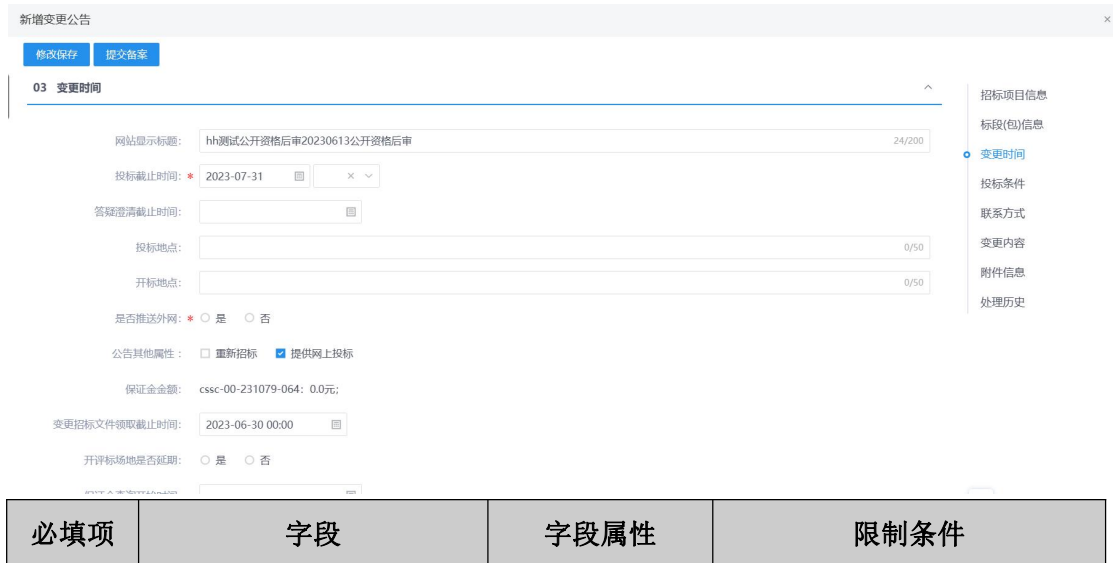 新增变更公告 ×
修改保存 提交备案
03 变更时间
招标项目信息
标段(包)信息
变更时间
投标条件
联系方式
变更内容
附件信息
处理历史
网站显示标题: hh测试公开资格后审20230613公开资格后审 24/200
投标截止时间: * 2023-07-31
答疑澄清截止时间:
投标地点: 0/50
开标地点: 0/50
是否推送外网: * 是 否
公告其他属性 : 重新招标 提供网上投标
保证金金额: cssc-00-231079-064: 0.0元;
变更招标文件领取截止时间: 2023-06-30 00:00
开评标场地是否延期: 是 否
必填项 字段 字段属性 限制条件